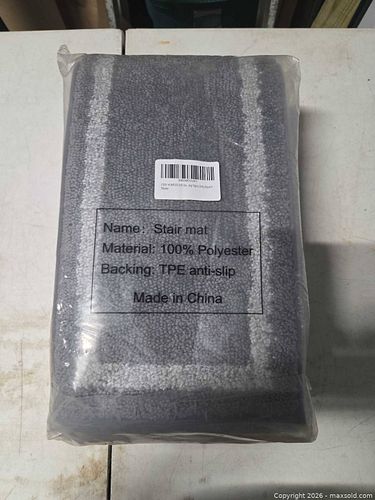 Name: Stair mat
Material: 100% Polyester
Backing: TPE anti-slip
Made in China
Copyright © 2026 - maxsold.com